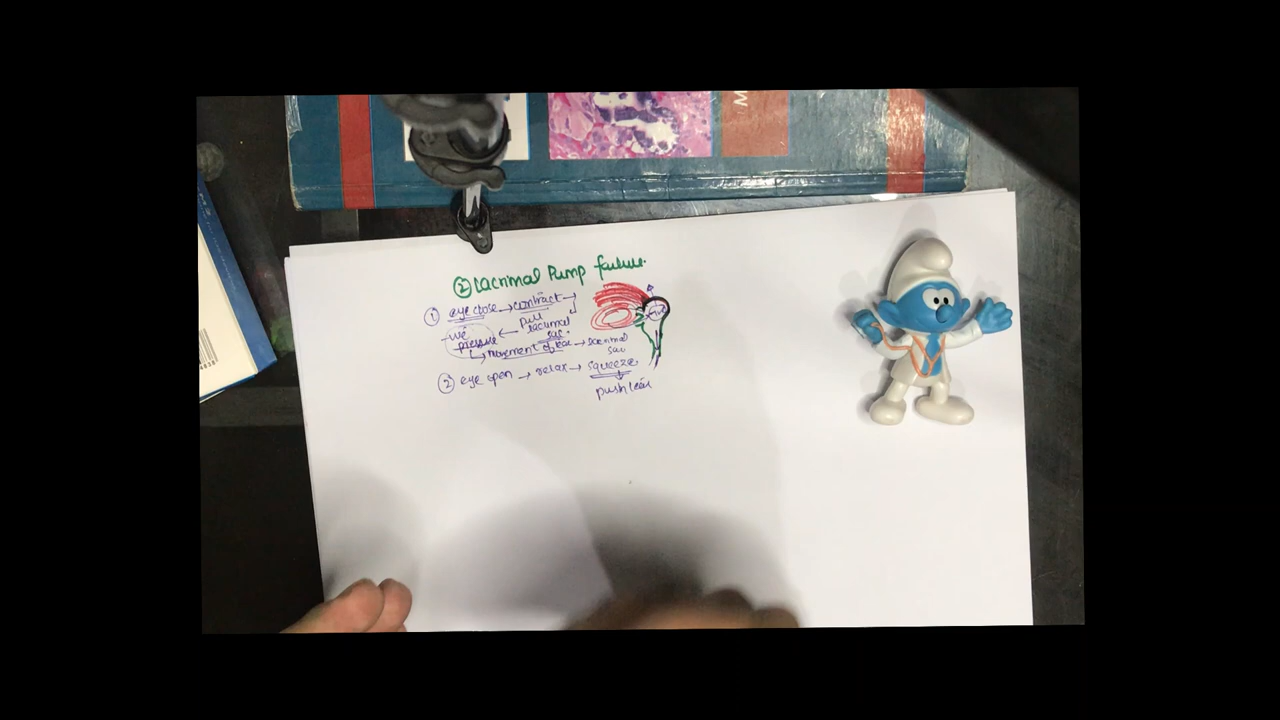 ② Lacrimal Pump failure.
① eye close → contract →
pull lacrimal sac.
-ve pressure ←
↳ movement of tear → lacrimal sac
② eye open → relax → squeeze.
push tear
M